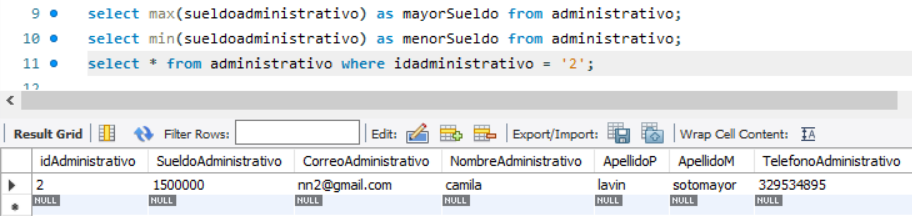 9 select max(sueldoadministrativo) as mayorSueldo from administrativo;
10 select min(sueldoadministrativo) as menorSueldo from administrativo;
11 select * from administrativo where idadministrativo = '2';
12
Result Grid Filter Rows: Edit: Export/Import: Wrap Cell Content: IA
idAdministrativo SueldoAdministrativo CorreoAdministrativo NombreAdministrativo ApellidoP ApellidoM TelefonoAdministrativo
2 1500000 nn2@gmail.com camila lavin sotomayor 329534895
NULL NULL NULL NULL NULL NULL NULL